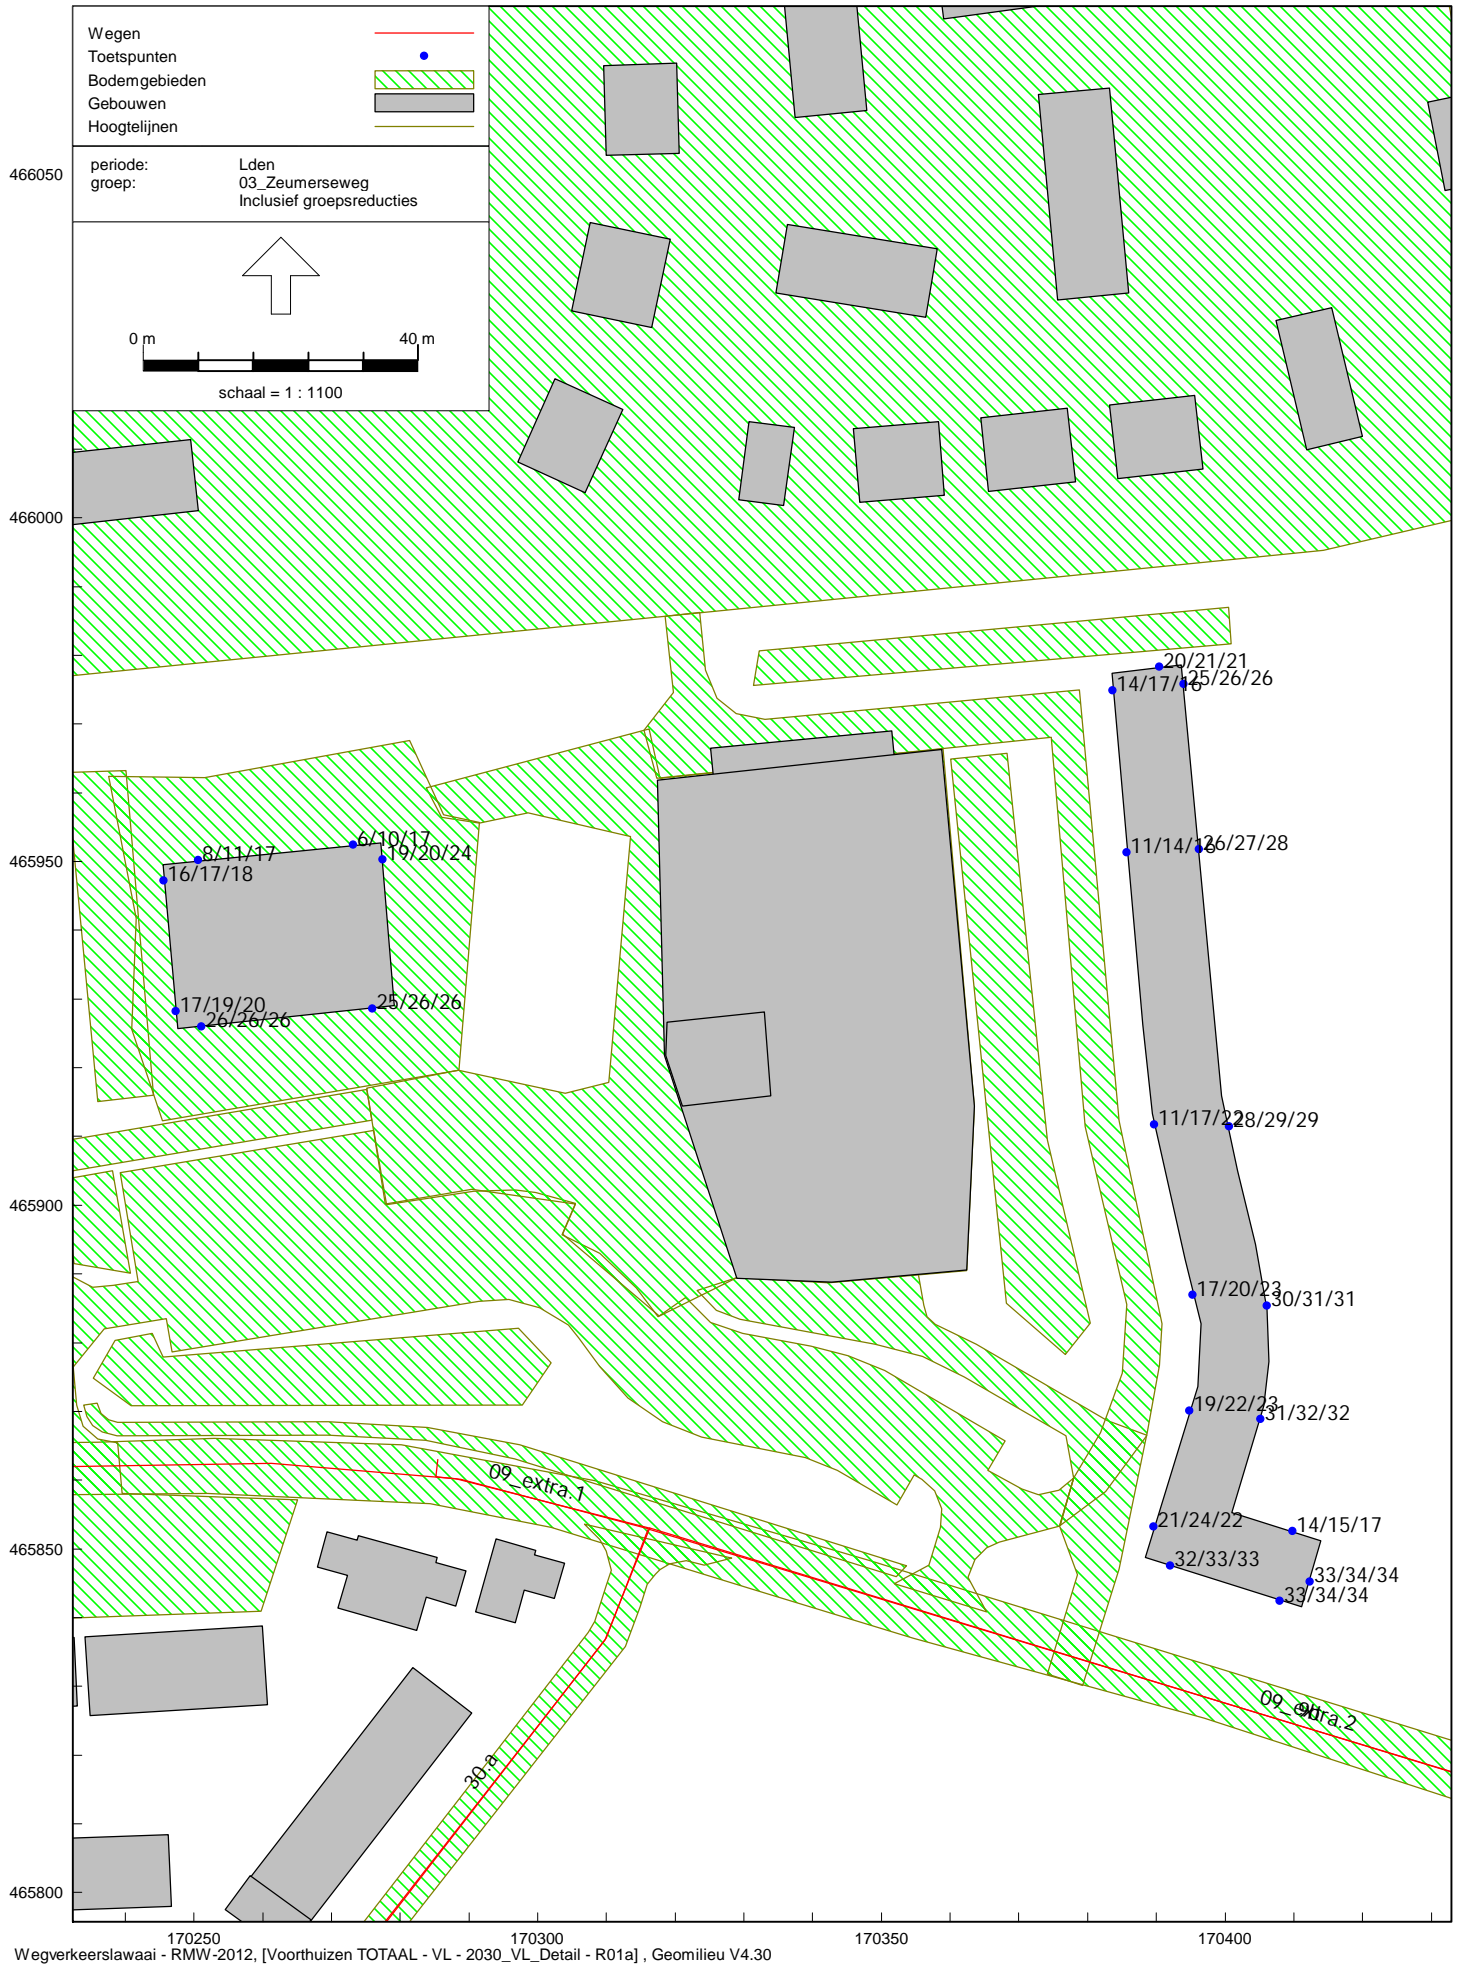 Wegen
Toetspunten
Bodemgebieden
Gebouwen
Hoogtelijnen
periode: Lden
groep: 03_Zeumerseweg
Inclusief groepsreducties
0 m 40 m
schaal = 1 : 1100
466050
466000
465950
465900
465850
465800
20/21/21
25/26/26
14/17/16
6/10/17
8/11/17
19/20/24
16/17/18
11/14/16
26/27/28
17/19/20
25/26/26
26/26/26
11/17/22
28/29/29
17/20/23
30/31/31
19/22/23
31/32/32
09_extra.1
21/24/22
14/15/17
32/33/33
33/34/34
33/34/34
09_extra.2
30.a
170250 170300 170350 170400
Wegverkeerslawaai - RMW-2012, [Voorthuizen TOTAAL - VL - 2030_VL_Detail - R01a] , Geomilieu V4.30